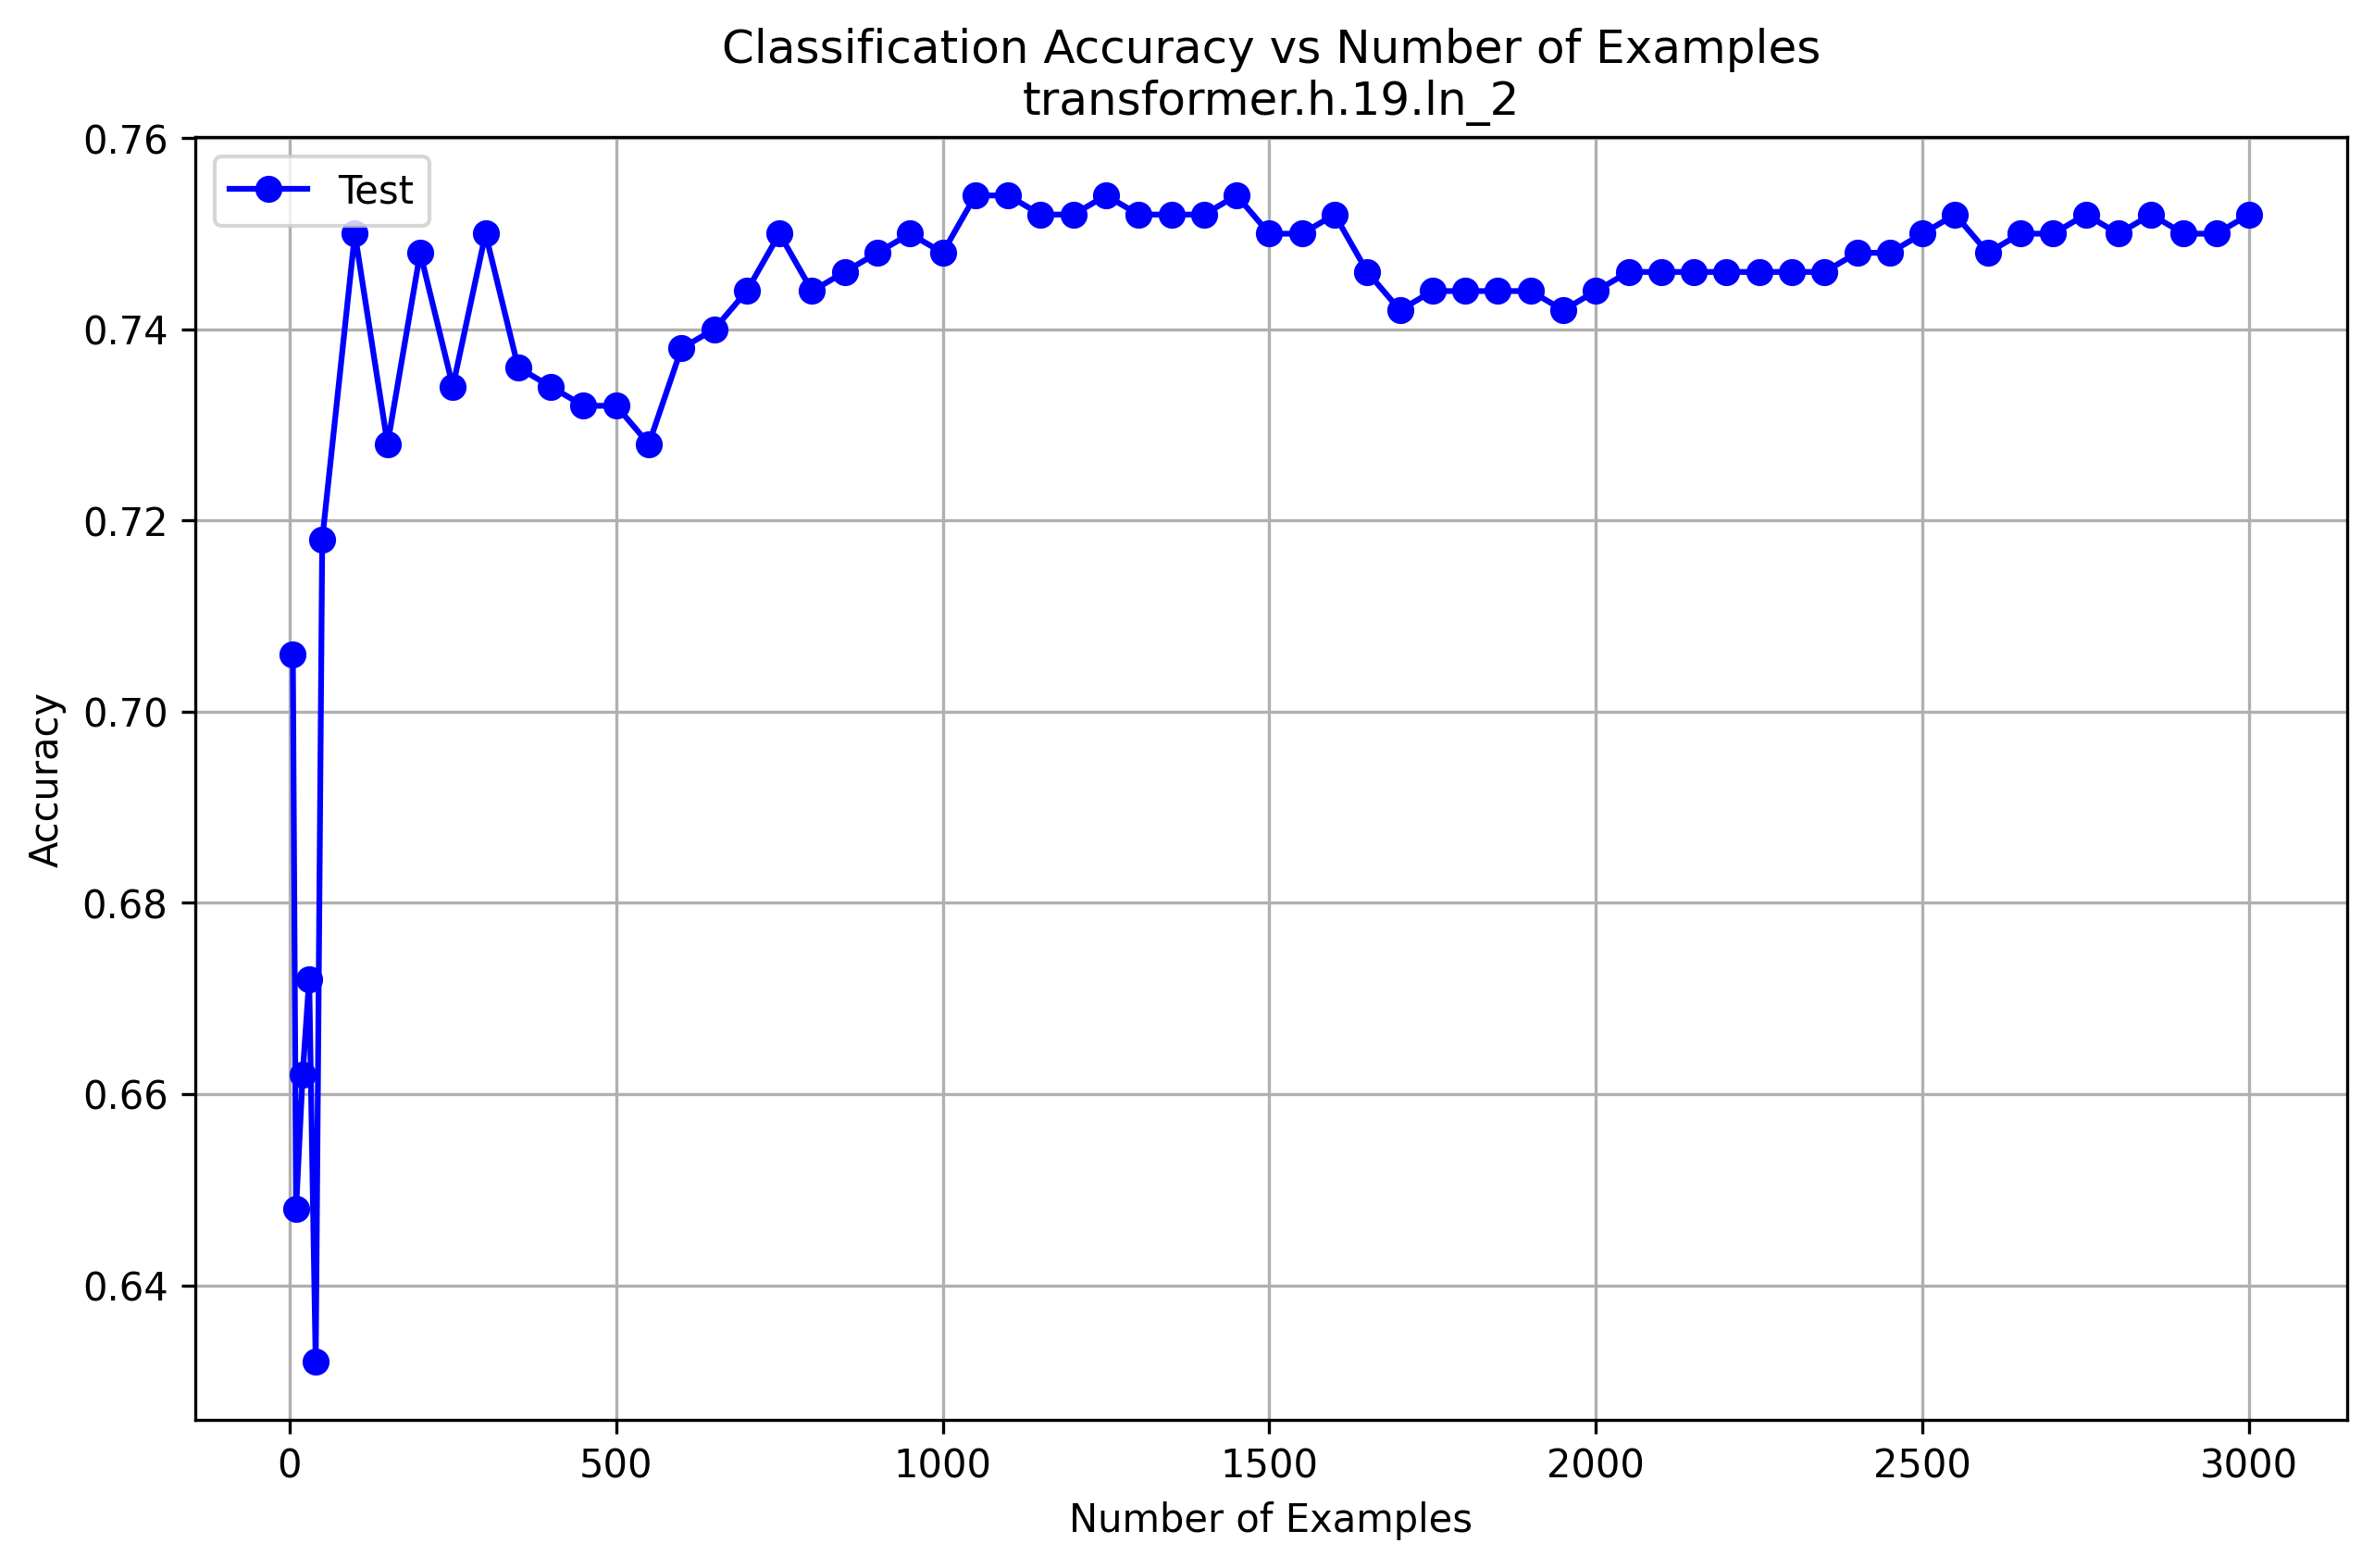 Classification Accuracy vs Number of Examples
transformer.h.19.ln_2
Test
Accuracy
0.76
0.74
0.72
0.70
0.68
0.66
0.64
0 500 1000 1500 2000 2500 3000
Number of Examples